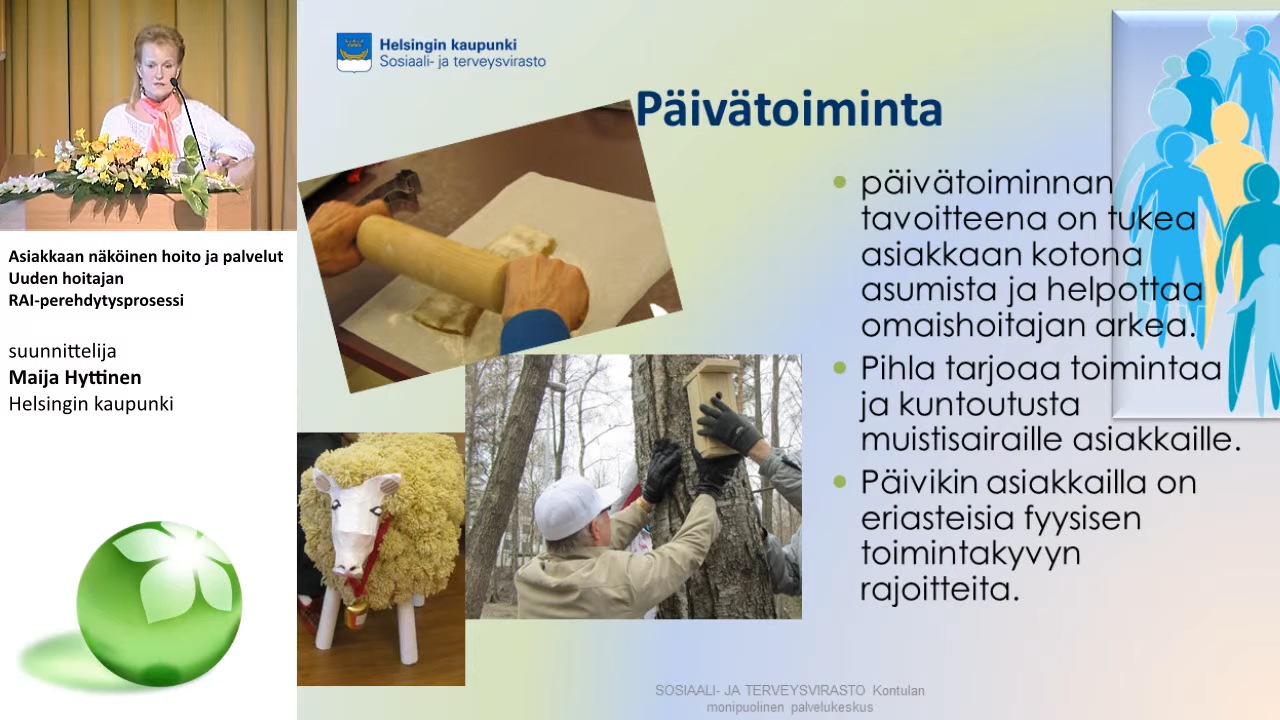 Asiakkaan näköinen hoito ja palvelut
Uuden hoitajan
RAI-perehdytysprosessi
suunnittelija
Maija Hyttinen
Helsingin kaupunki
Helsingin kaupunki
Sosiaali- ja terveysvirasto
Päivätoiminta
päivätoiminnan
tavoitteena on tukea
asiakkaan kotona
asumista ja helpottaa
omaishoitajan arkea.
Pihla tarjoaa toimintaa
ja kuntoutusta
muistisairaille asiakkaille.
Päivikin asiakkailla on
eriasteisia fyysisen
toimintakyvyn
rajoitteita.
SOSIAALI- JA TERVEYSVIRASTO Kontulan
monipuolinen palvelukeskus